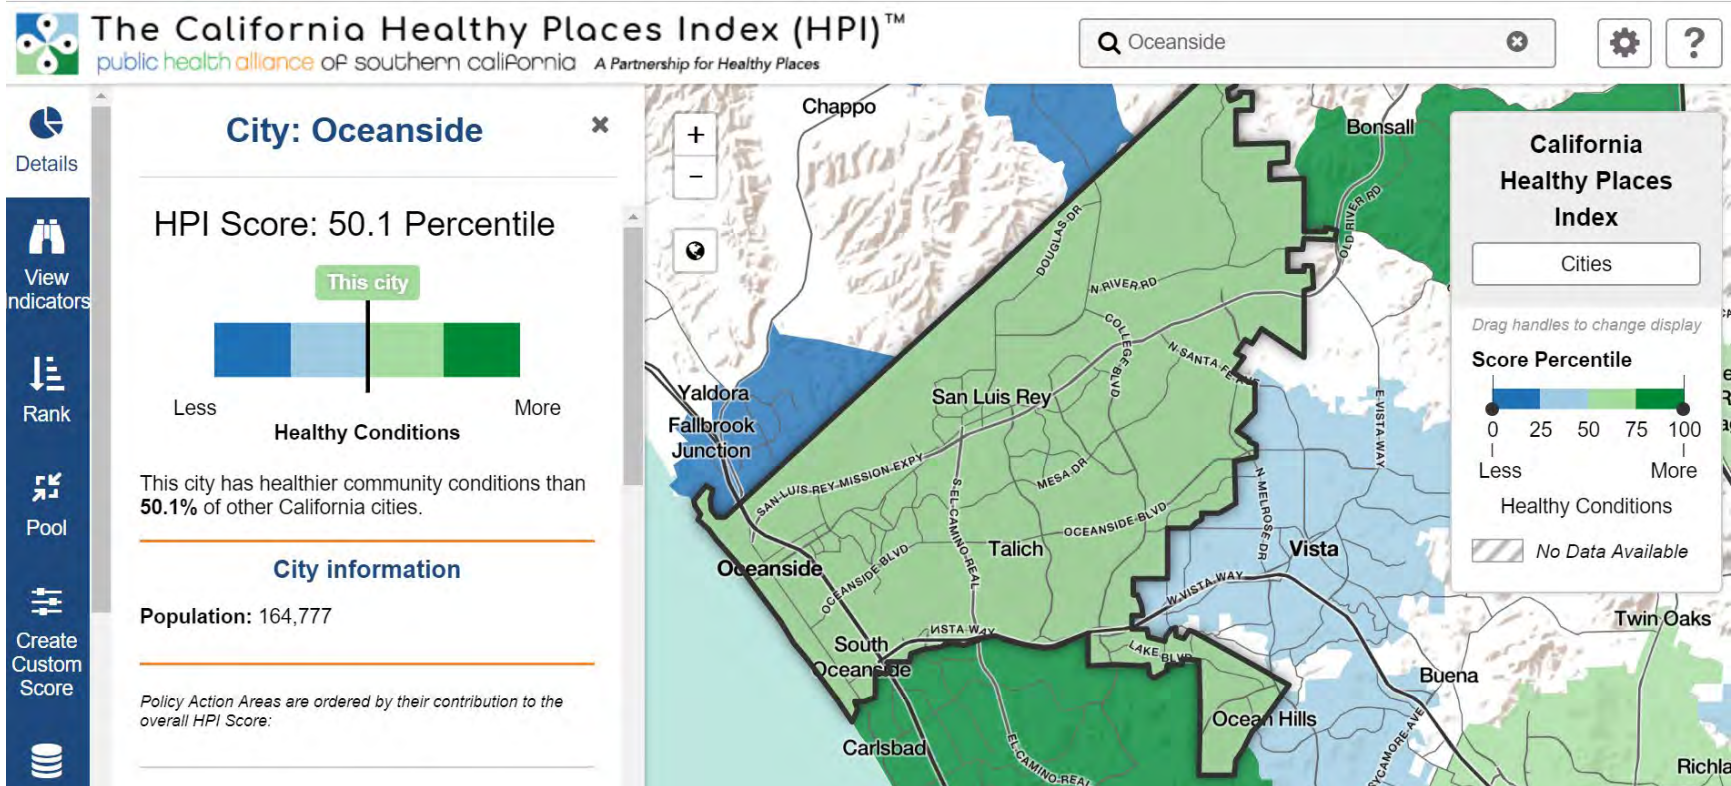 The California Healthy Places Index (HPI)™
public health alliance of southern california A Partnership for Healthy Places
Oceanside
?
Details
View
Indicators
Rank
Pool
Create
Custom
Score
City: Oceanside
HPI Score: 50.1 Percentile
This city
Less
More
Healthy Conditions
This city has healthier community conditions than
50.1% of other California cities.
City information
Population: 164,777
Policy Action Areas are ordered by their contribution to the
overall HPI Score:
+
−
Chappo
Bonsall
DOUGLAS DR
OLD RIVER RD
N RIVER RD
COLLEGE BLVD
N SANTA FE AVE
Yaldora
Fallbrook
Junction
San Luis Rey
E VISTA WAY
SAN LUIS REY MISSION EXPY
MESA DR
S EL CAMINO REAL
N MELROSE DR
OCEANSIDE BLVD
Talich
Vista
Oceanside
OCEANSIDE BLVD
W VISTA WAY
VISTA WAY
South
Oceanside
LAKE BLVD
Twin Oaks
Buena
Ocean Hills
Carlsbad
EL CAMINO REAL
SYCAMORE AVE
Richla
California
Healthy Places
Index
Cities
Drag handles to change display
Score Percentile
0 25 50 75 100
Less More
Healthy Conditions
No Data Available